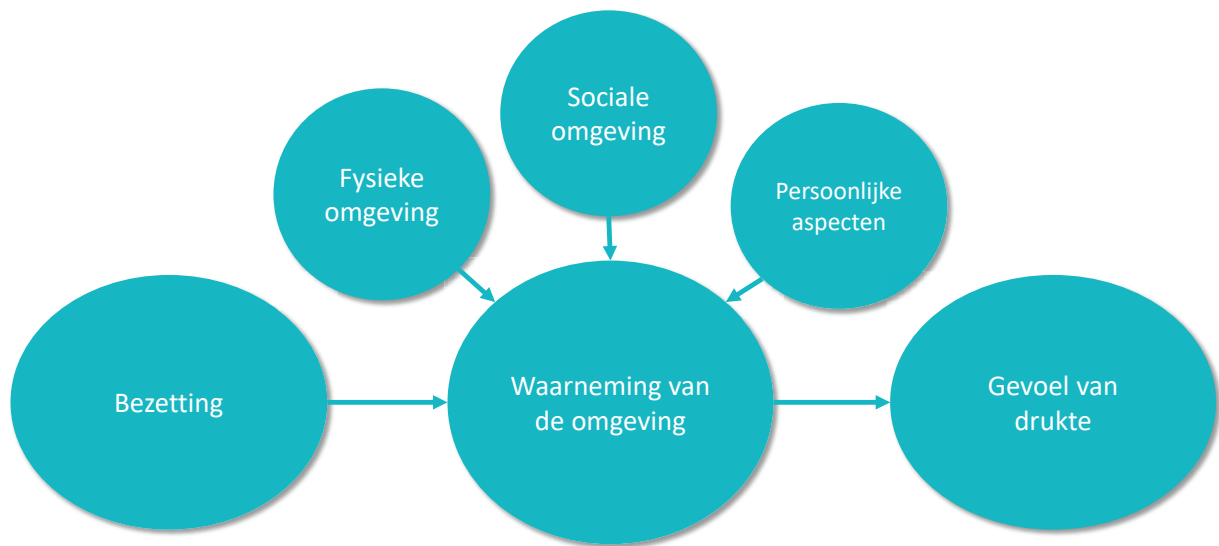 Sociale
omgeving
Fysieke
omgeving
Persoonlijke
aspecten
Bezetting
Waarneming van
de omgeving
Gevoel van
drukte